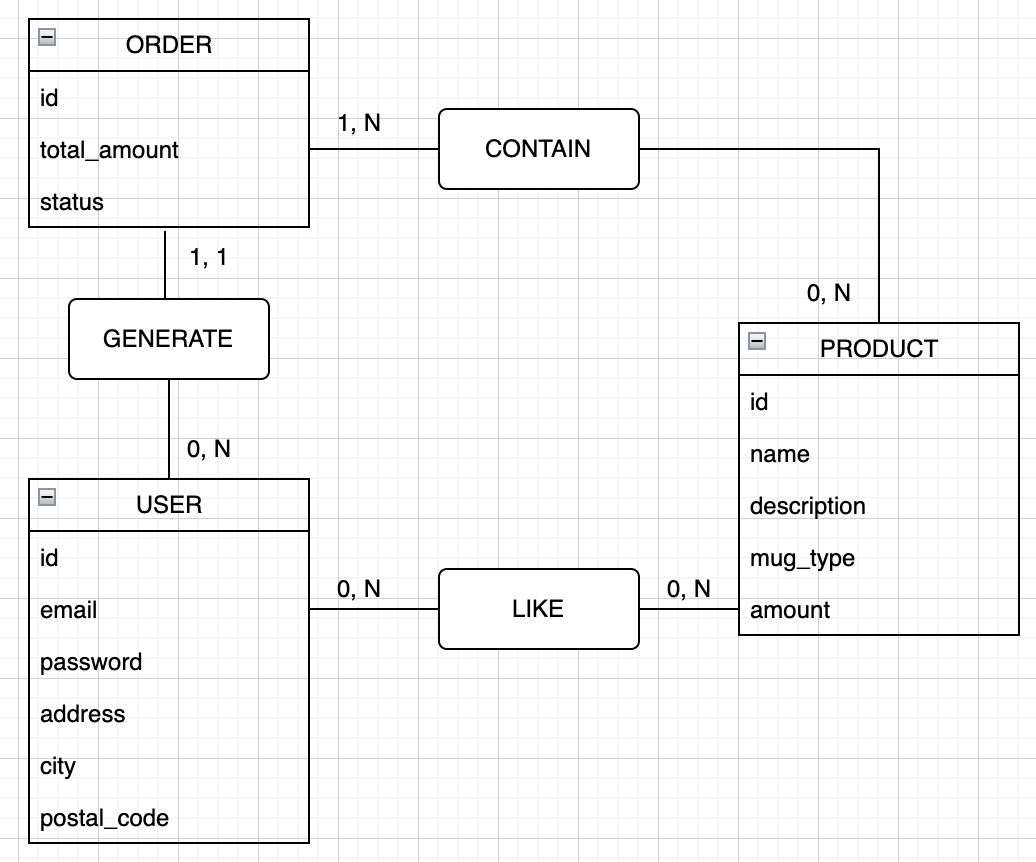 ORDER
id
total_amount
status
1, N
CONTAIN
1, 1
GENERATE
0, N
0, N
PRODUCT
id
name
description
mug_type
amount
USER
id
email
password
address
city
postal_code
0, N
LIKE
0, N